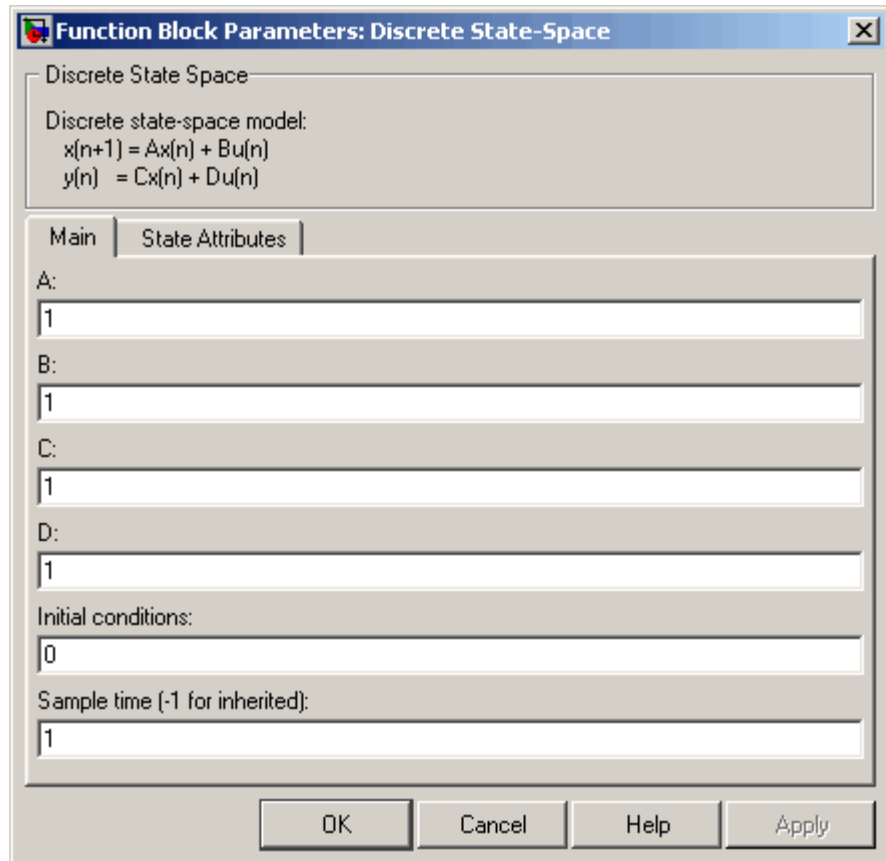 Function Block Parameters: Discrete State-Space
Discrete State Space
Discrete state-space model:
x(n+1) = Ax(n) + Bu(n)
y(n) = Cx(n) + Du(n)
Main State Attributes
A:
1
B:
1
C:
1
D:
1
Initial conditions:
0
Sample time (-1 for inherited):
1
OK Cancel Help Apply